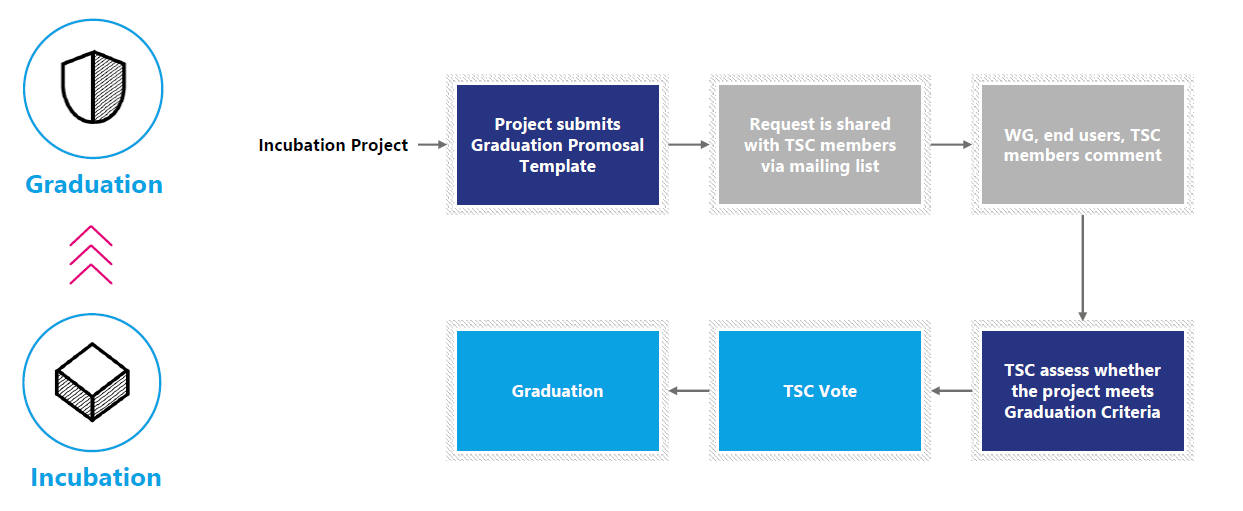 Graduation
Incubation
Incubation Project
Project submits
Graduation Promosal
Template
Request is shared
with TSC members
via mailing list
WG, end users, TSC
members comment
TSC assess whether
the project meets
Graduation Criteria
TSC Vote
Graduation